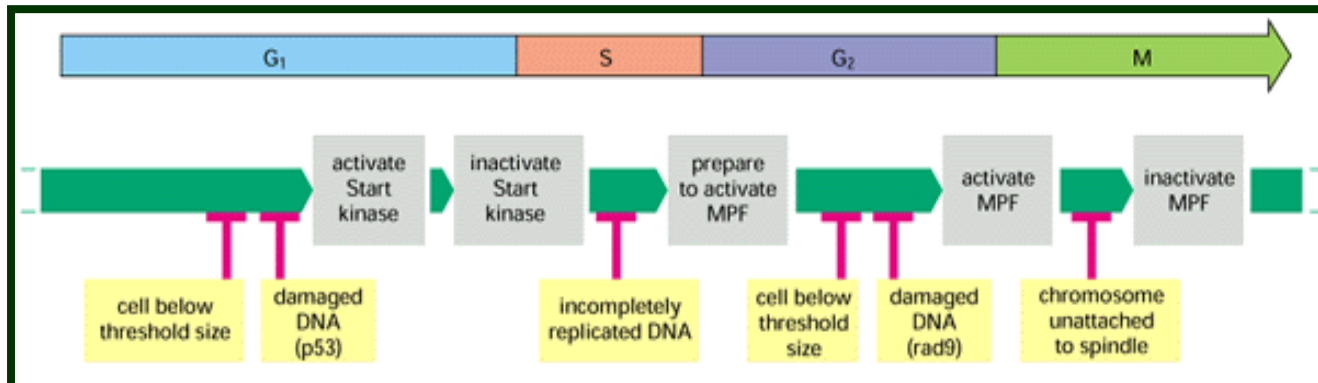 G₁
S
G₂
M
activate
Start
kinase
inactivate
Start
kinase
prepare
to activate
MPF
activate
MPF
inactivate
MPF
cell below
threshold size
damaged
DNA
(p53)
incompletely
replicated DNA
cell below
threshold
size
damaged
DNA
(rad9)
chromosome
unattached
to spindle